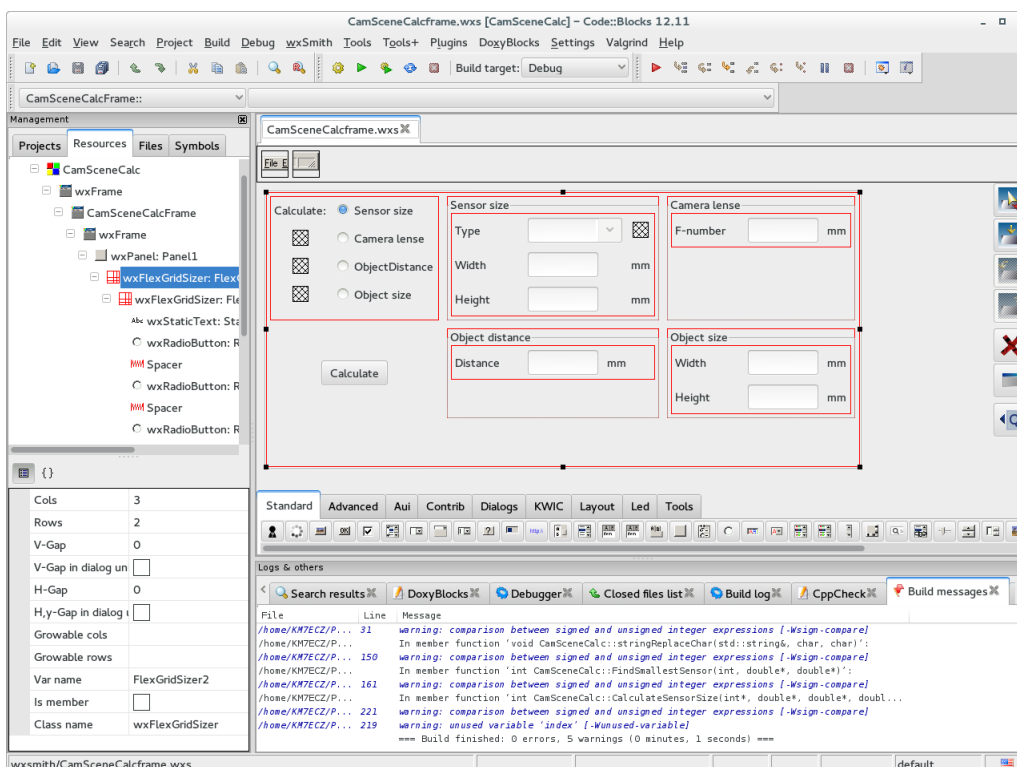 CamSceneCalcframe.wxs [CamSceneCalc] - Code::Blocks 12.11
File Edit View Search Project Build Debug wxSmith Tools Tools+ Plugins DoxyBlocks Settings Valgrind Help
Build target: Debug
CamSceneCalcFrame::
Management
Projects Resources Files Symbols
CamSceneCalc
wxFrame
CamSceneCalcFrame
wxFrame
wxPanel: Panel1
wxFlexGridSizer: Flex
wxFlexGridSizer: Fle
Abc wxStaticText: Sta
wxRadioButton: R
Spacer
wxRadioButton: R
Spacer
wxRadioButton: R
{}
Cols 3
Rows 2
V-Gap 0
V-Gap in dialog un
H-Gap 0
H,y-Gap in dialog u
Growable cols
Growable rows
Var name FlexGridSizer2
Is member
Class name wxFlexGridSizer
CamSceneCalcframe.wxs
File E
Calculate: Sensor size
Camera lense
ObjectDistance
Object size
Calculate
Sensor size
Type
Width mm
Height mm
Camera lense
F-number mm
Object distance
Distance mm
Object size
Width mm
Height mm
Standard Advanced Aui Contrib Dialogs KWIC Layout Led Tools
Logs & others
Search results DoxyBlocks Debugger Closed files list Build log CppCheck Build messages
File Line Message
/home/KM7ECZ/P... 31 warning: comparison between signed and unsigned integer expressions [-Wsign-compare]
/home/KM7ECZ/P... In member function 'void CamSceneCalc::stringReplaceChar(std::string&, char, char)':
/home/KM7ECZ/P... 150 warning: comparison between signed and unsigned integer expressions [-Wsign-compare]
/home/KM7ECZ/P... In member function 'int CamSceneCalc::FindSmallestSensor(int, double*, double*)':
/home/KM7ECZ/P... 161 warning: comparison between signed and unsigned integer expressions [-Wsign-compare]
/home/KM7ECZ/P... In member function 'int CamSceneCalc::CalculateSensorSize(int*, double*, double*, doubl...
/home/KM7ECZ/P... 221 warning: comparison between signed and unsigned integer expressions [-Wsign-compare]
/home/KM7ECZ/P... 219 warning: unused variable 'index' [-Wunused-variable]
=== Build finished: 0 errors, 5 warnings (0 minutes, 1 seconds) ===
wxsmith/CamSceneCalcframe.wxs default